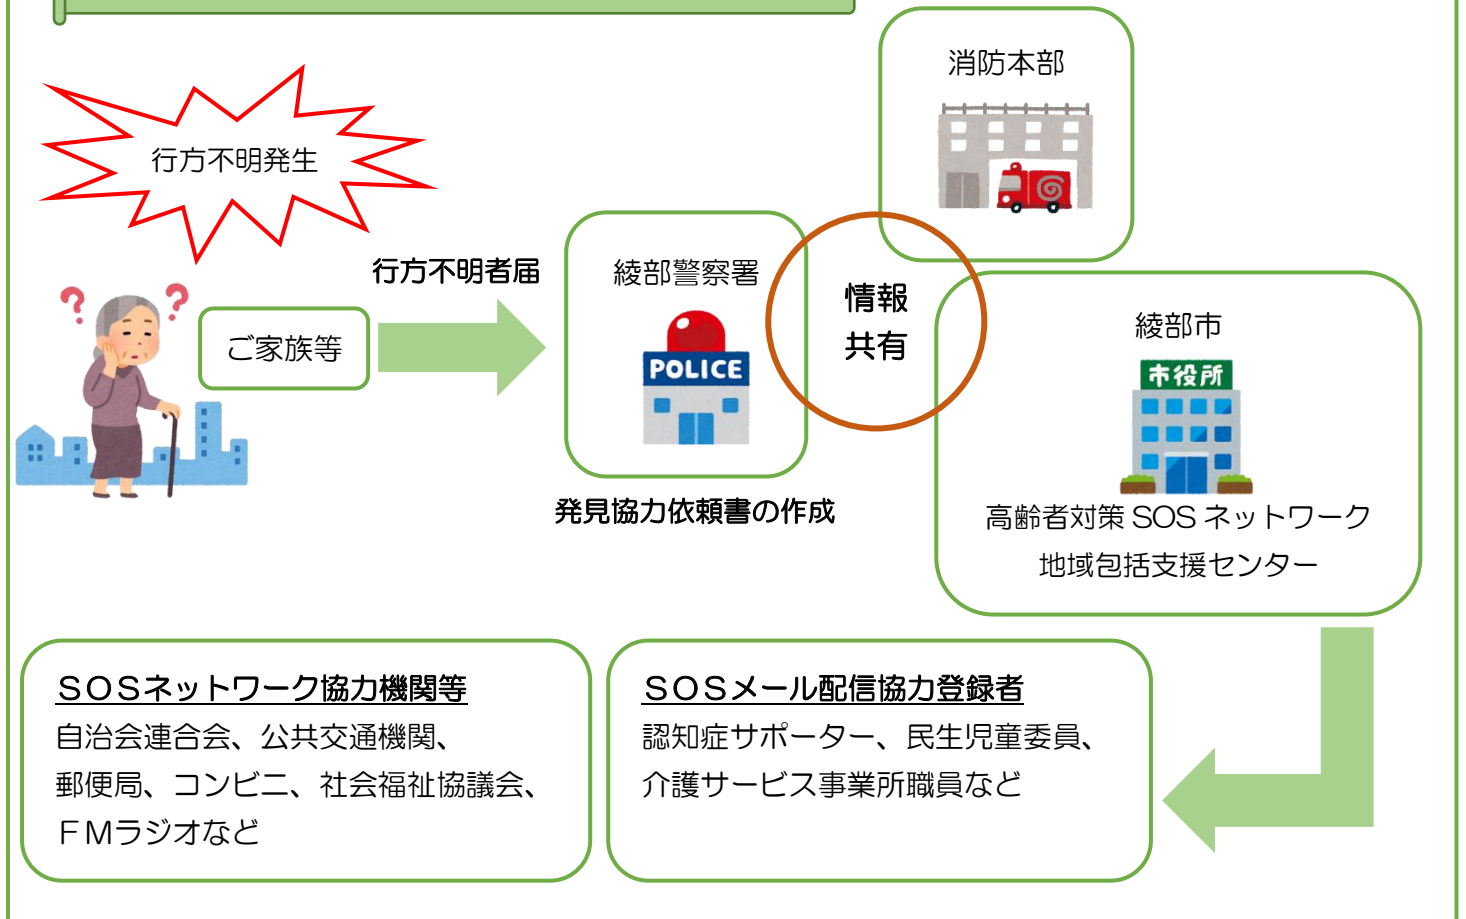 消防本部
行方不明発生
行方不明者届
ご家族等
綾部警察署
POLICE
発見協力依頼書の作成
情報
共有
綾部市
市役所
高齢者対策 SOS ネットワーク
地域包括支援センター
ＳＯＳネットワーク協力機関等
自治会連合会、公共交通機関、
郵便局、コンビニ、社会福祉協議会、
ＦＭラジオなど
ＳＯＳメール配信協力登録者
認知症サポーター、民生児童委員、
介護サービス事業所職員など